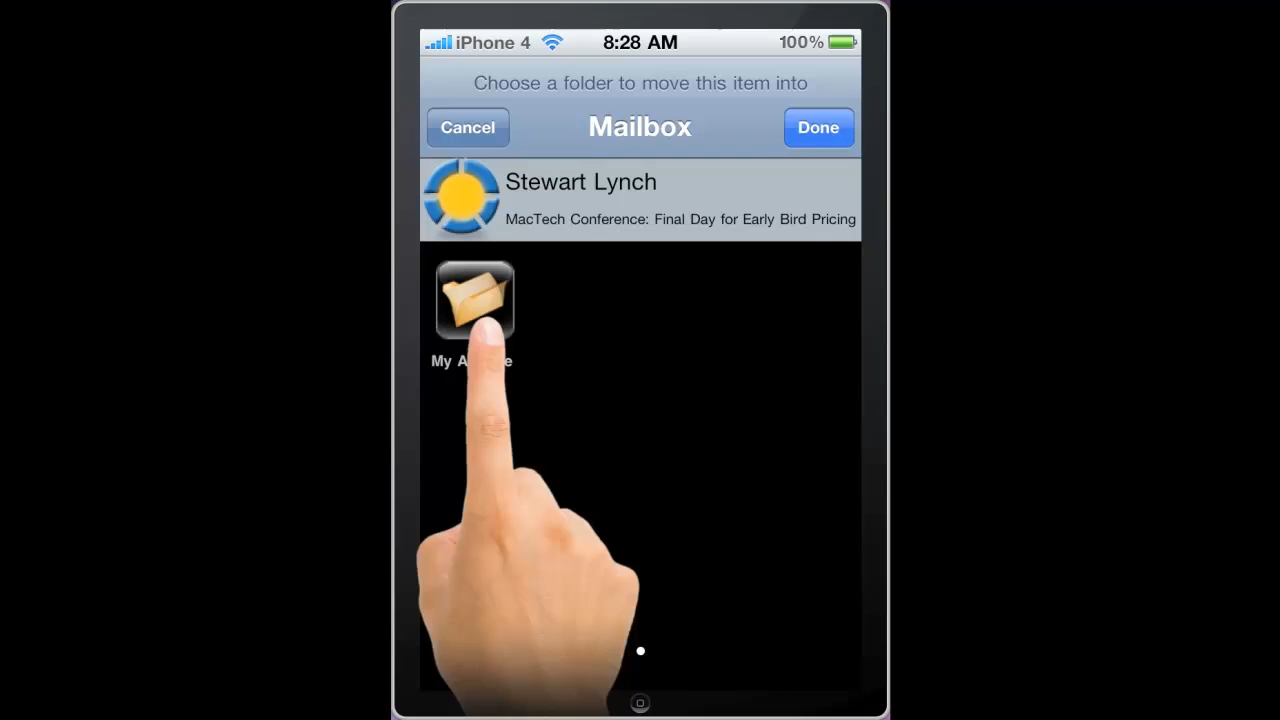 iPhone 4 8:28 AM 100%
Choose a folder to move this item into
Cancel Mailbox Done
Stewart Lynch
MacTech Conference: Final Day for Early Bird Pricing
My